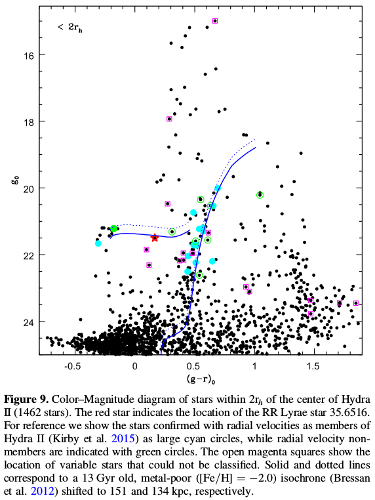 < 2rₕ
16
18
20
22
24
g₀
-0.5
0
0.5
1
1.5
(g−r)₀
Figure 9. Color–Magnitude diagram of stars within 2rₕ of the center of Hydra
II (1462 stars). The red star indicates the location of the RR Lyrae star 35.6516.
For reference we show the stars confirmed with radial velocities as members of
Hydra II (Kirby et al. 2015) as large cyan circles, while radial velocity non-
members are indicated with green circles. The open magenta squares show the
location of variable stars that could not be classified. Solid and dotted lines
correspond to a 13 Gyr old, metal-poor ([Fe/H] = −2.0) isochrone (Bressan
et al. 2012) shifted to 151 and 134 kpc, respectively.